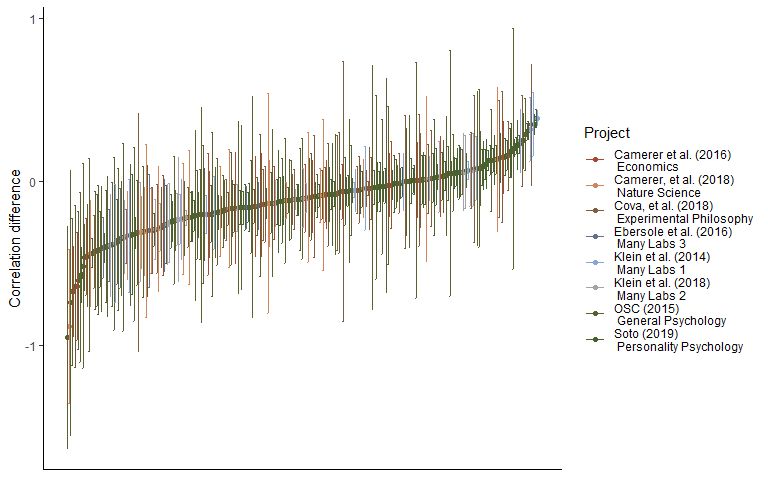 1
0
-1
Correlation difference
Project
Camerer et al. (2016)
Economics
Camerer, et al. (2018)
Nature Science
Cova, et al. (2018)
Experimental Philosophy
Ebersole et al. (2016)
Many Labs 3
Klein et al. (2014)
Many Labs 1
Klein et al. (2018)
Many Labs 2
OSC (2015)
General Psychology
Soto (2019)
Personality Psychology